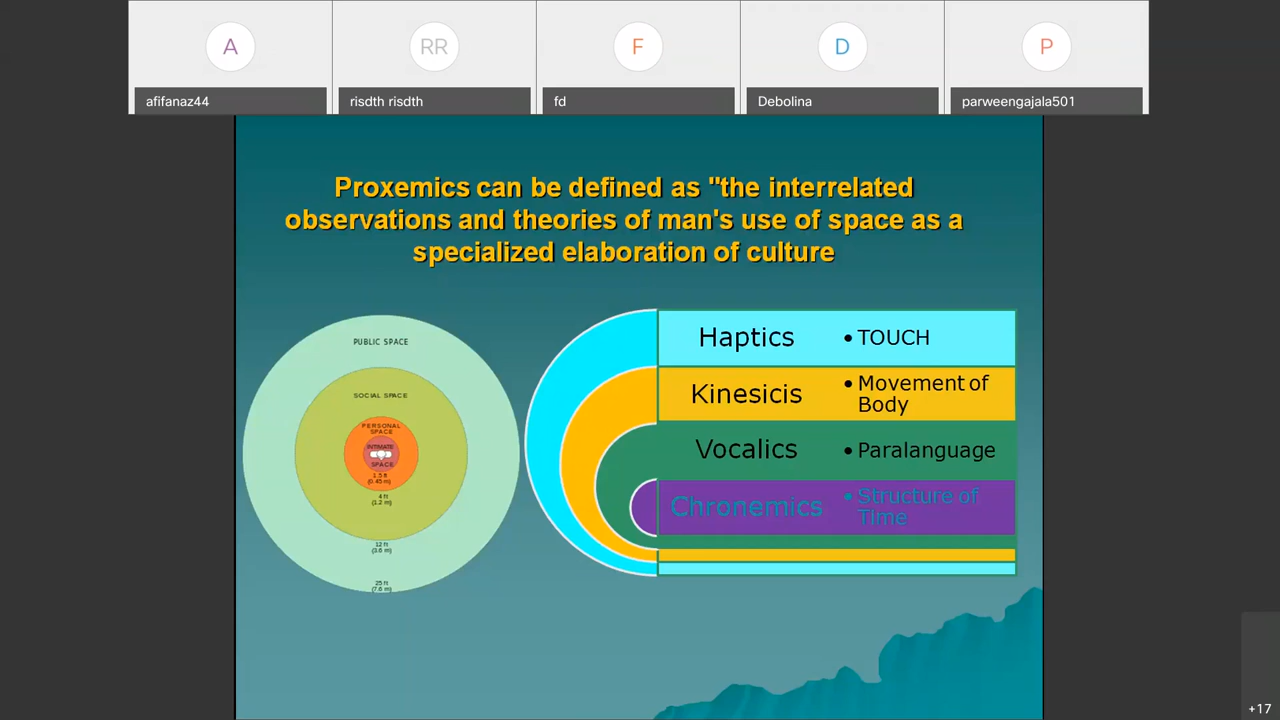 A
RR
F
D
P
afifanaz44
risdth risdth
fd
Debolina
parweengajala501
Proxemics can be defined as "the interrelated
observations and theories of man's use of space as a
specialized elaboration of culture
PUBLIC SPACE
SOCIAL SPACE
PERSONAL
SPACE
INTIMATE
SPACE
1.5 ft
(0.45 m)
4 ft
(1.2 m)
12 ft
(3.6 m)
25 ft
(7.6 m)
Haptics
• TOUCH
Kinesicis
• Movement of
Body
Vocalics
• Paralanguage
Chronemics
• Structure of
Time
+17